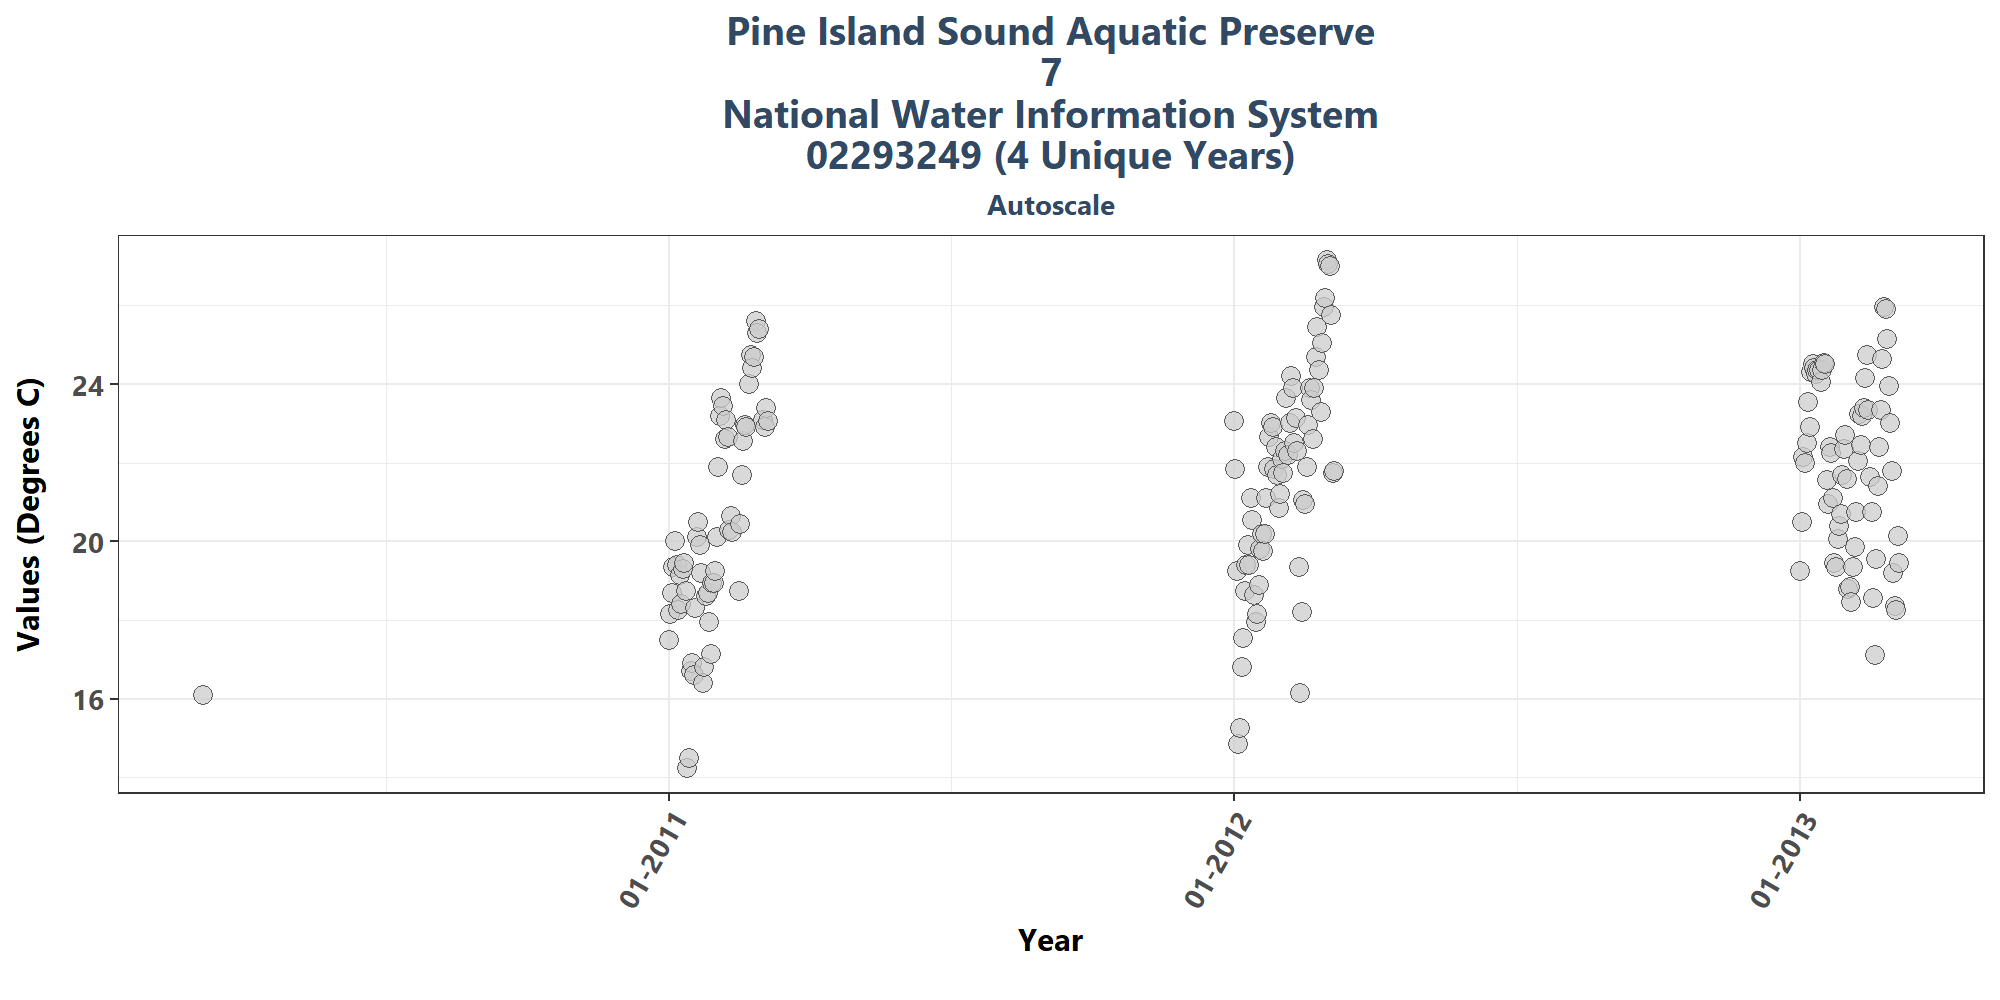 Pine Island Sound Aquatic Preserve
7
National Water Information System
02293249 (4 Unique Years)
Autoscale
Values (Degrees C)
24
20
16
01-2011
01-2012
01-2013
Year